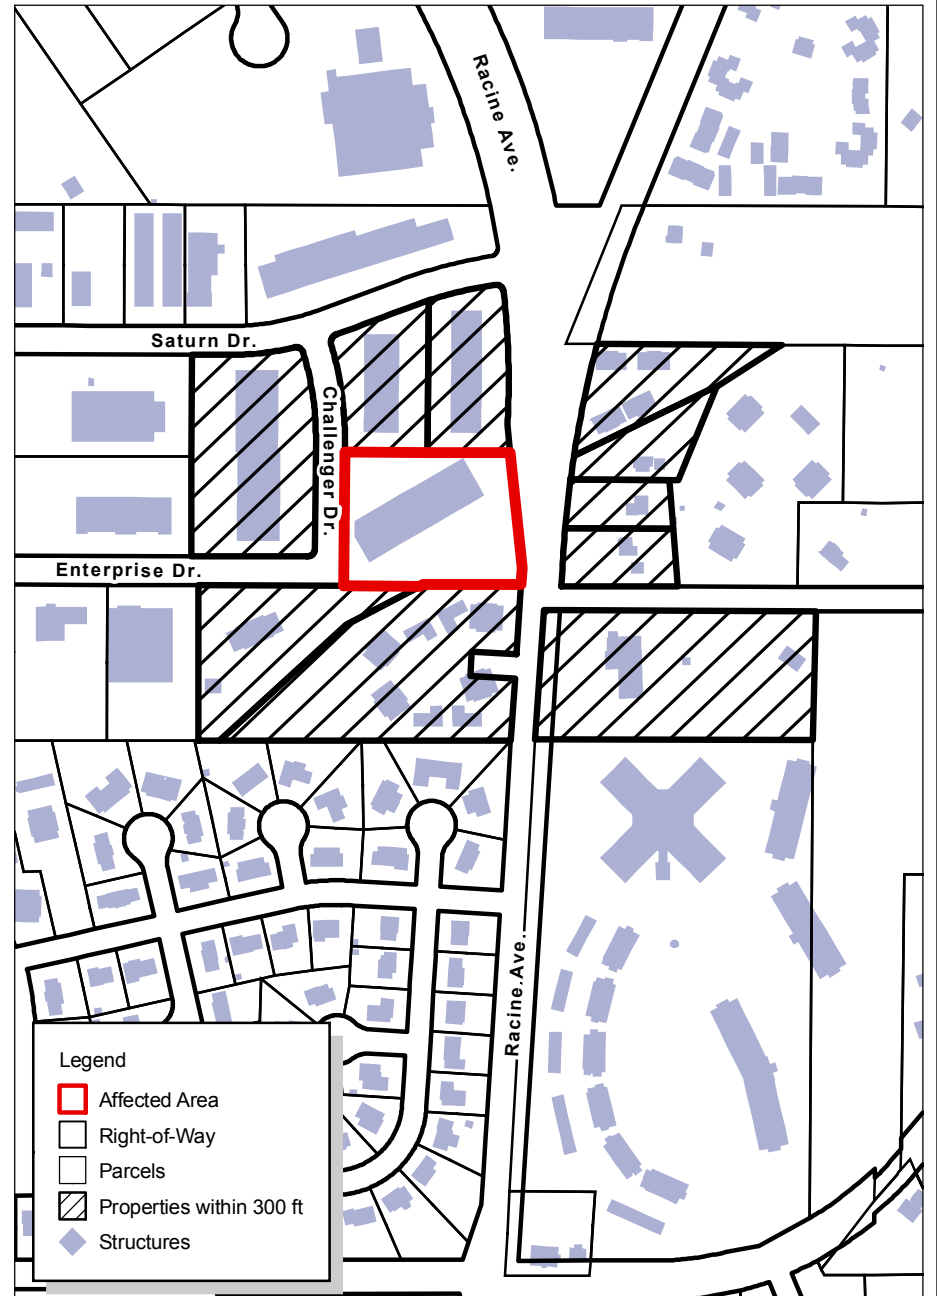 Racine Ave.
Saturn Dr.
Challenger Dr.
Enterprise Dr.
Racine Ave.
Legend
Affected Area
Right-of-Way
Parcels
Properties within 300 ft
Structures